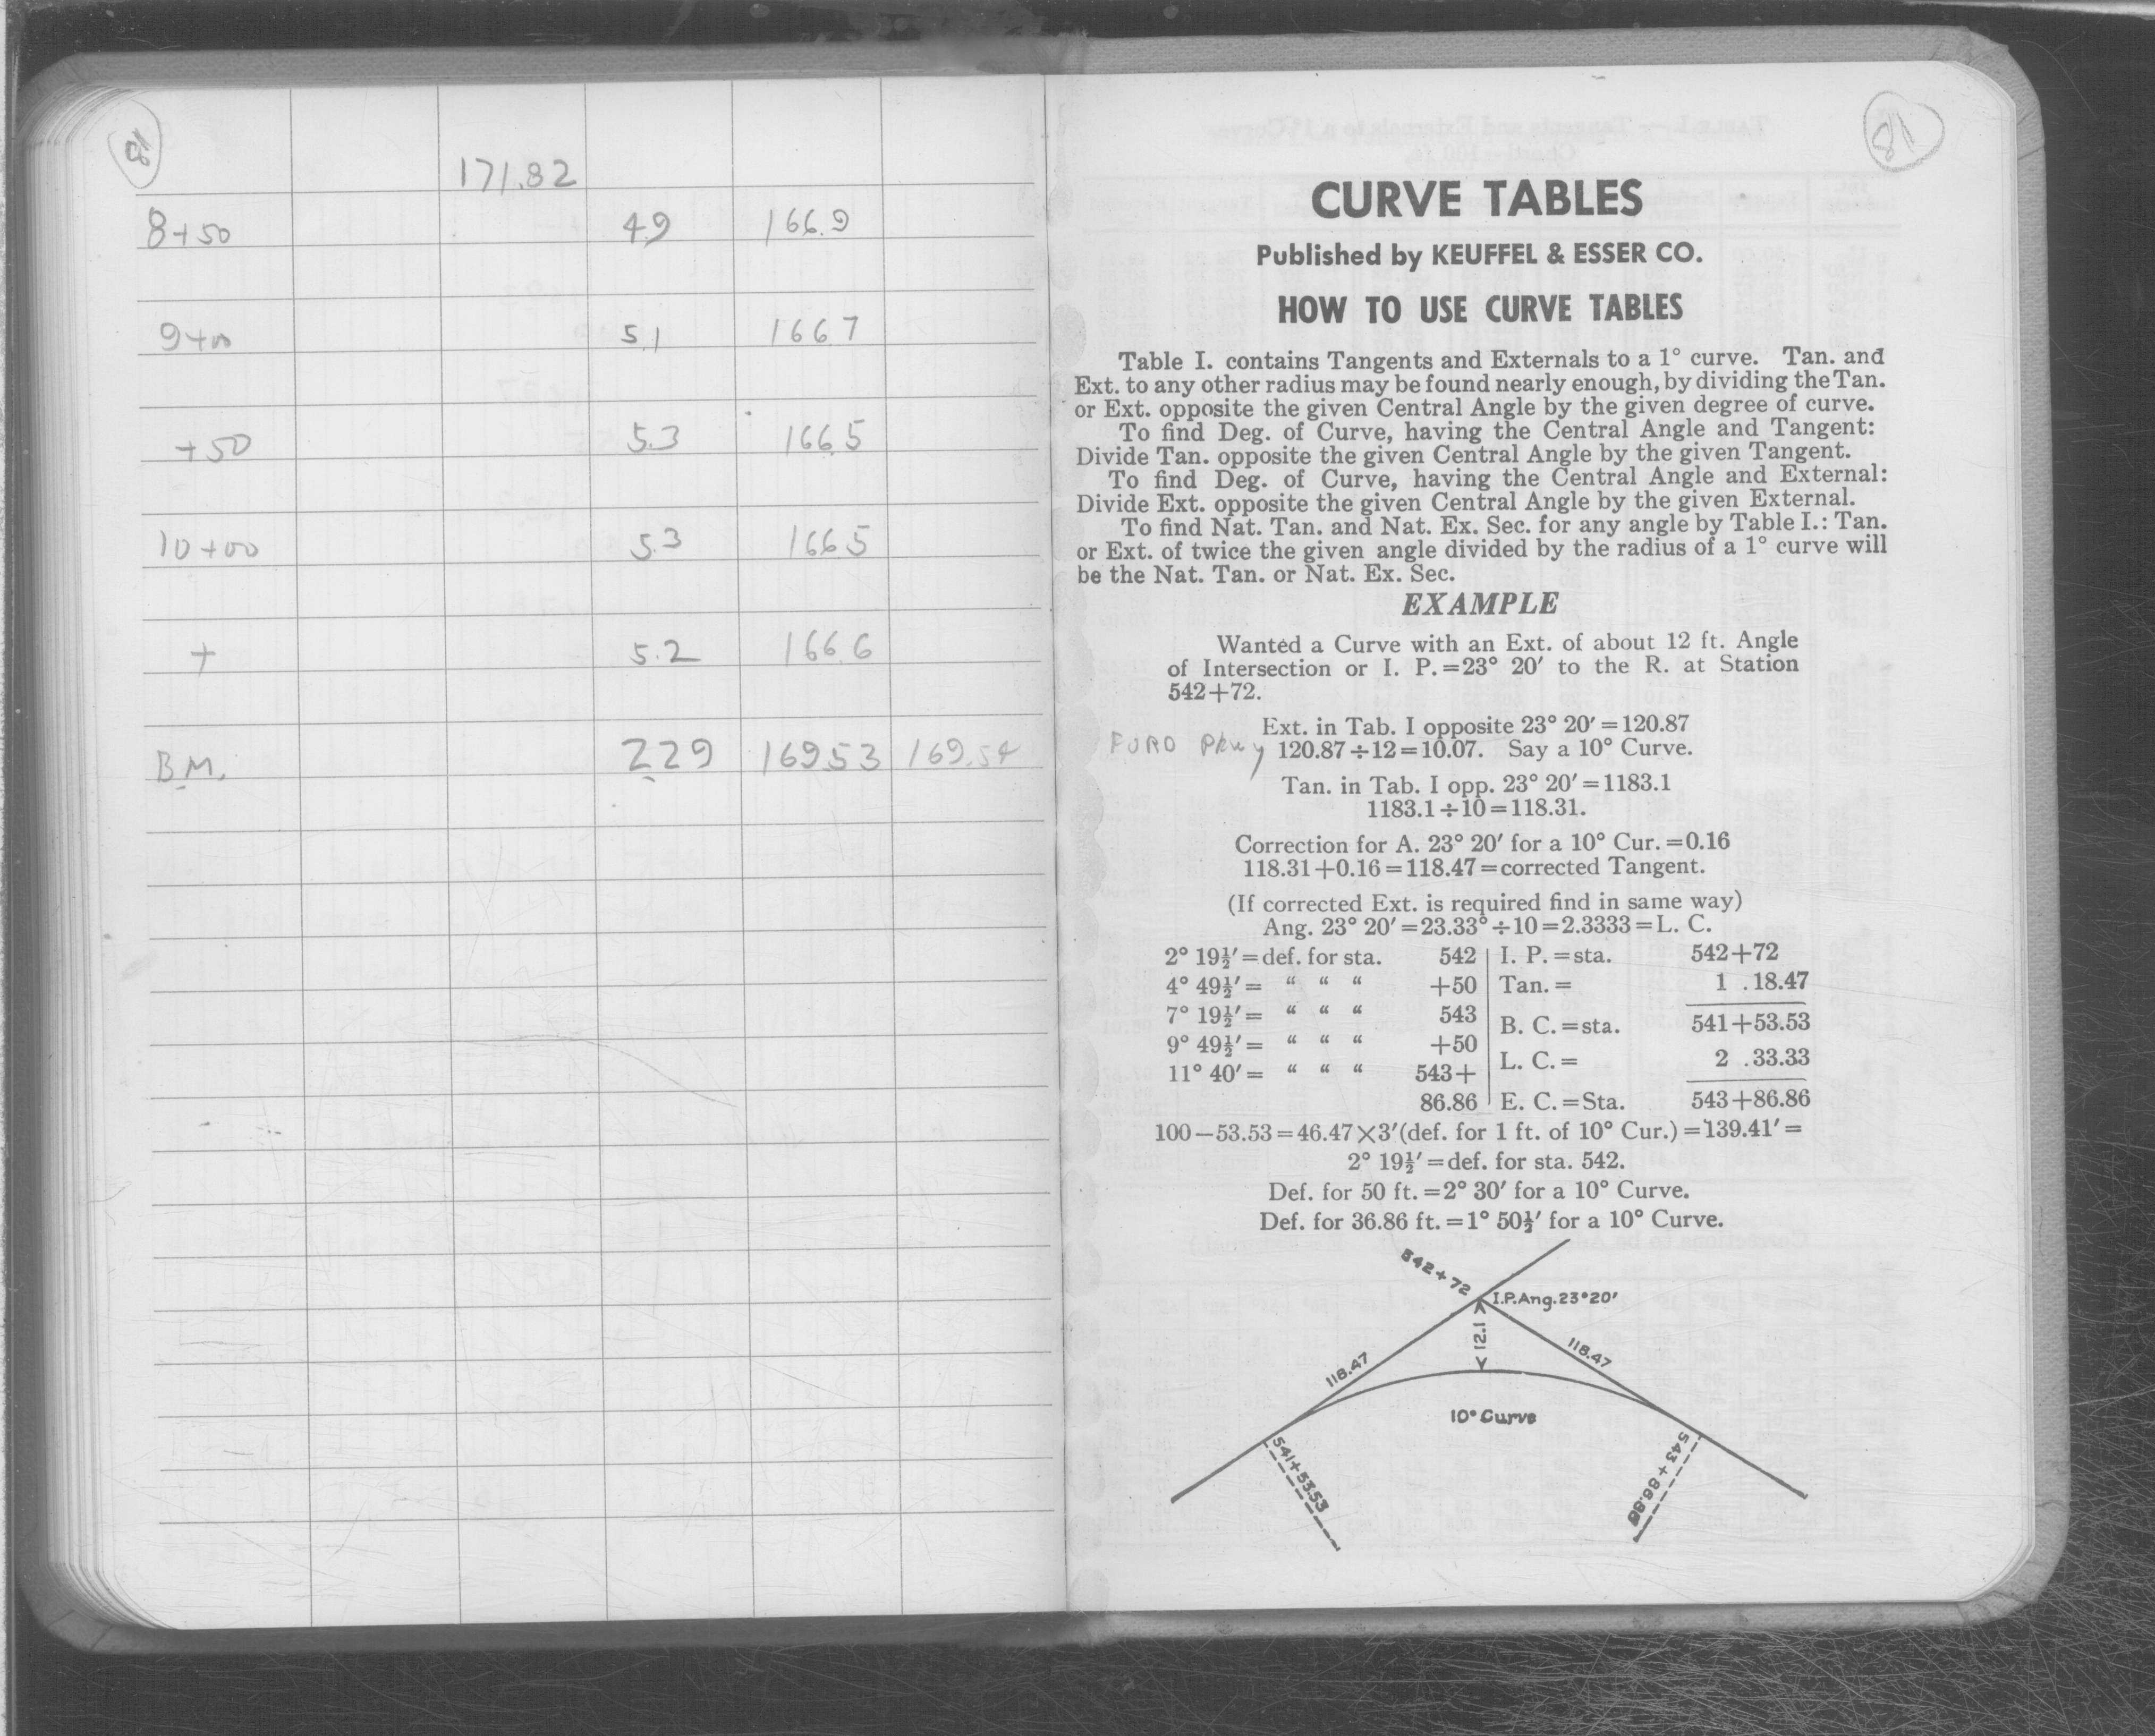 81
171.82
8+50 4.9 166.9
9+00 5.1 166.7
+50 5.3 166.5
10+00 5.3 166.5
+ 5.2 166.6
B.M. 2.29 169.53 169.54
81
CURVE TABLES
Published by KEUFFEL & ESSER CO.
HOW TO USE CURVE TABLES
Table I. contains Tangents and Externals to a 1° curve. Tan. and
Ext. to any other radius may be found nearly enough, by dividing the Tan.
or Ext. opposite the given Central Angle by the given degree of curve.
To find Deg. of Curve, having the Central Angle and Tangent:
Divide Tan. opposite the given Central Angle by the given Tangent.
To find Deg. of Curve, having the Central Angle and External:
Divide Ext. opposite the given Central Angle by the given External.
To find Nat. Tan. and Nat. Ex. Sec. for any angle by Table I.: Tan.
or Ext. of twice the given angle divided by the radius of a 1° curve will
be the Nat. Tan. or Nat. Ex. Sec.
EXAMPLE
Wanted a Curve with an Ext. of about 12 ft. Angle
of Intersection or I. P.=23° 20′ to the R. at Station
542+72.
Ext. in Tab. I opposite 23° 20′=120.87
FORD Pkwy 120.87÷12=10.07. Say a 10° Curve.
Tan. in Tab. I opp. 23° 20′=1183.1
1183.1÷10=118.31.
Correction for A. 23° 20′ for a 10° Cur.=0.16
118.31+0.16=118.47=corrected Tangent.
(If corrected Ext. is required find in same way)
Ang. 23° 20′=23.33°÷10=2.3333=L. C.
2° 19½′=def. for sta. 542 I. P.=sta. 542+72
4° 49½′= “ “ “ +50 Tan.= 1 .18.47
7° 19½′= “ “ “ 543 B. C.=sta. 541+53.53
9° 49½′= “ “ “ +50 L. C.= 2 .33.33
11° 40′= “ “ “ 543+
86.86 E. C.=Sta. 543+86.86
100−53.53=46.47×3′(def. for 1 ft. of 10° Cur.)=139.41′=
2° 19½′=def. for sta. 542.
Def. for 50 ft.=2° 30′ for a 10° Curve.
Def. for 36.86 ft.=1° 50½′ for a 10° Curve.
542+72
I.P.Ang.23°20′
12.1
118.47
118.47
10° Curve
541+53.53
543+86.86